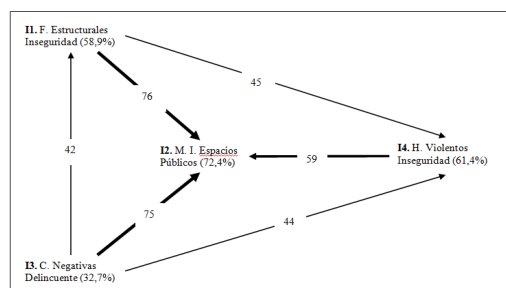 I1. F. Estructurales
Inseguridad (58,9%)
45
76
42
I2. M. I. Espacios
Públicos (72,4%)
59
I4. H. Violentos
Inseguridad (61,4%)
75
44
I3. C. Negativas
Delincuente (32,7%)